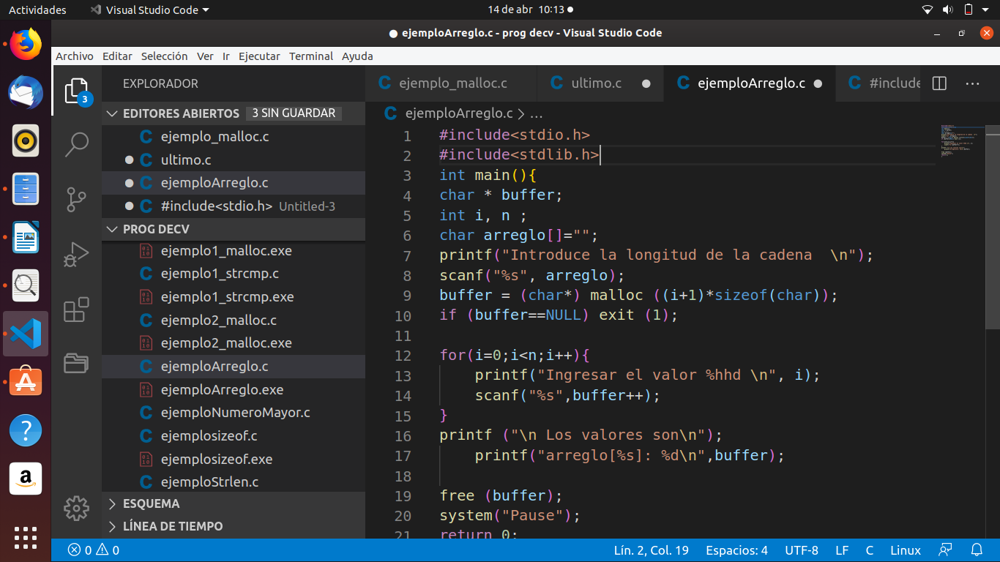 Actividades Visual Studio Code 14 de abr 10:13
ejemploArreglo.c - prog decv - Visual Studio Code
Archivo Editar Selección Ver Ir Ejecutar Terminal Ayuda
3
EXPLORADOR
EDITORES ABIERTOS 3 SIN GUARDAR
C ejemplo_malloc.c
C ultimo.c
C ejemploArreglo.c
C #include<stdio.h> Untitled-3
PROG DECV
ejemplo1_malloc.exe
C ejemplo1_strcmp.c
ejemplo1_strcmp.exe
C ejemplo2_malloc.c
ejemplo2_malloc.exe
C ejemploArreglo.c
ejemploArreglo.exe
C ejemploNumeroMayor.c
C ejemplosizeof.c
ejemplosizeof.exe
C ejemploStrlen.c
ESQUEMA
LÍNEA DE TIEMPO
C ejemplo_malloc.c C ultimo.c C ejemploArreglo.c C #include
C ejemploArreglo.c > ...
1 #include<stdio.h>
2 #include<stdlib.h>
3 int main(){
4 char * buffer;
5 int i, n ;
6 char arreglo[]="";
7 printf("Introduce la longitud de la cadena  \n");
8 scanf("%s", arreglo);
9 buffer = (char*) malloc ((i+1)*sizeof(char));
10 if (buffer==NULL) exit (1);
11
12 for(i=0;i<n;i++){
13     printf("Ingresar el valor %hhd \n", i);
14     scanf("%s",buffer++);
15 }
16 printf ("\n Los valores son\n");
17     printf("arreglo[%s]: %d\n",buffer);
18
19 free (buffer);
20 system("Pause");
21 return 0;
0 0 Lín. 2, Col. 19 Espacios: 4 UTF-8 LF C Linux